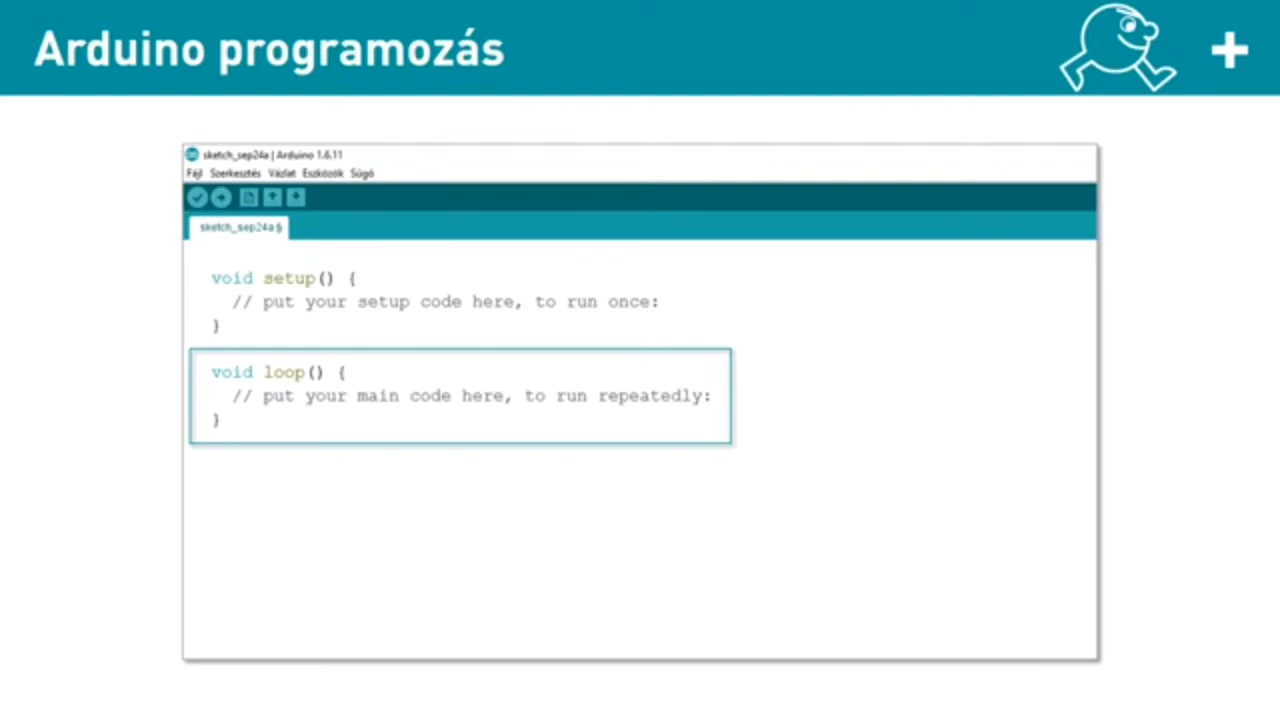 Arduino programozás
sketch_sep24a | Arduino 1.6.11
Fájl Szerkesztés Vázlat Eszközök Súgó
sketch_sep24a §
void setup() {
// put your setup code here, to run once:
}
void loop() {
// put your main code here, to run repeatedly:
}